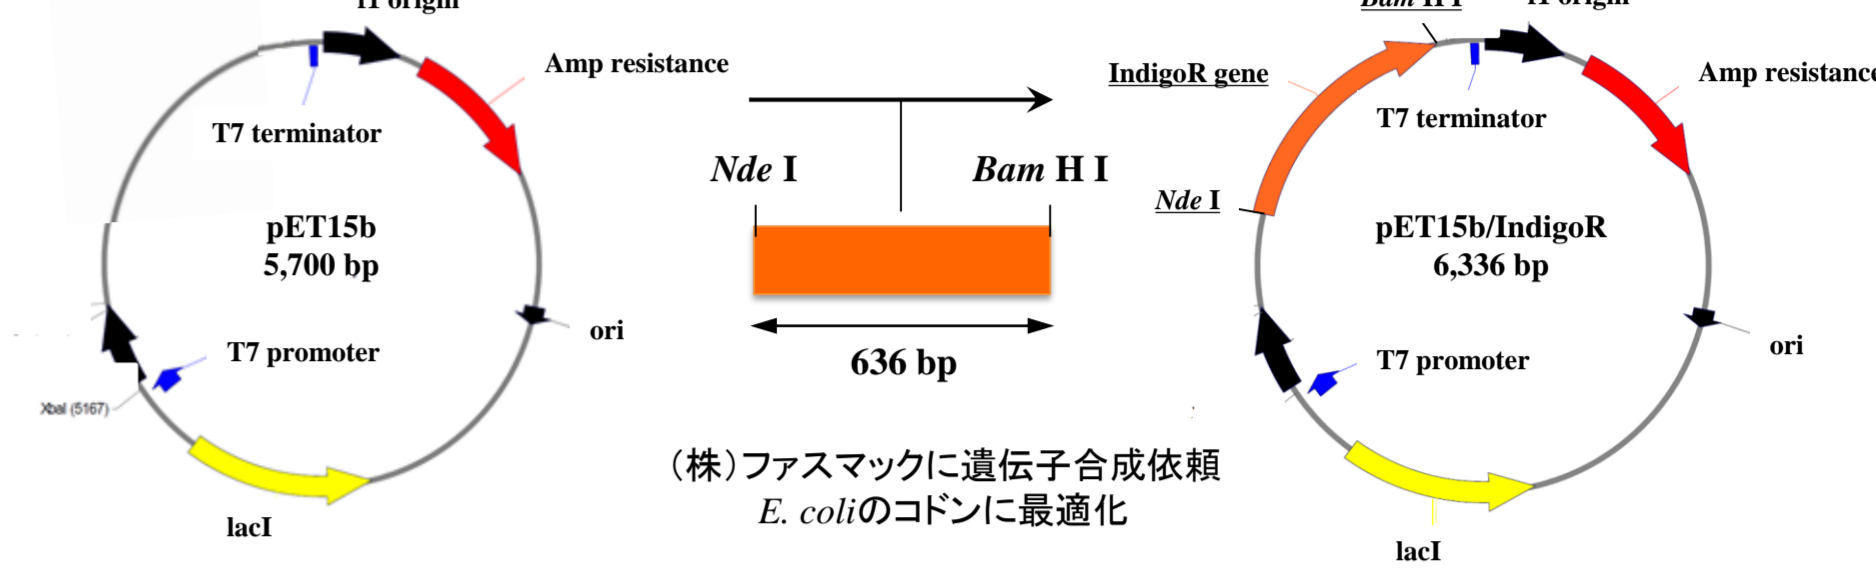 Amp resistance
T7 terminator
pET15b
5,700 bp
T7 promoter
XbaI (5167)
ori
lacI
Nde I
Bam H I
636 bp
(株)ファスマックに遺伝子合成依頼
E. coliのコドンに最適化
Bam H I
f1 origin
IndigoR gene
Amp resistance
T7 terminator
Nde I
pET15b/IndigoR
6,336 bp
T7 promoter
ori
lacI